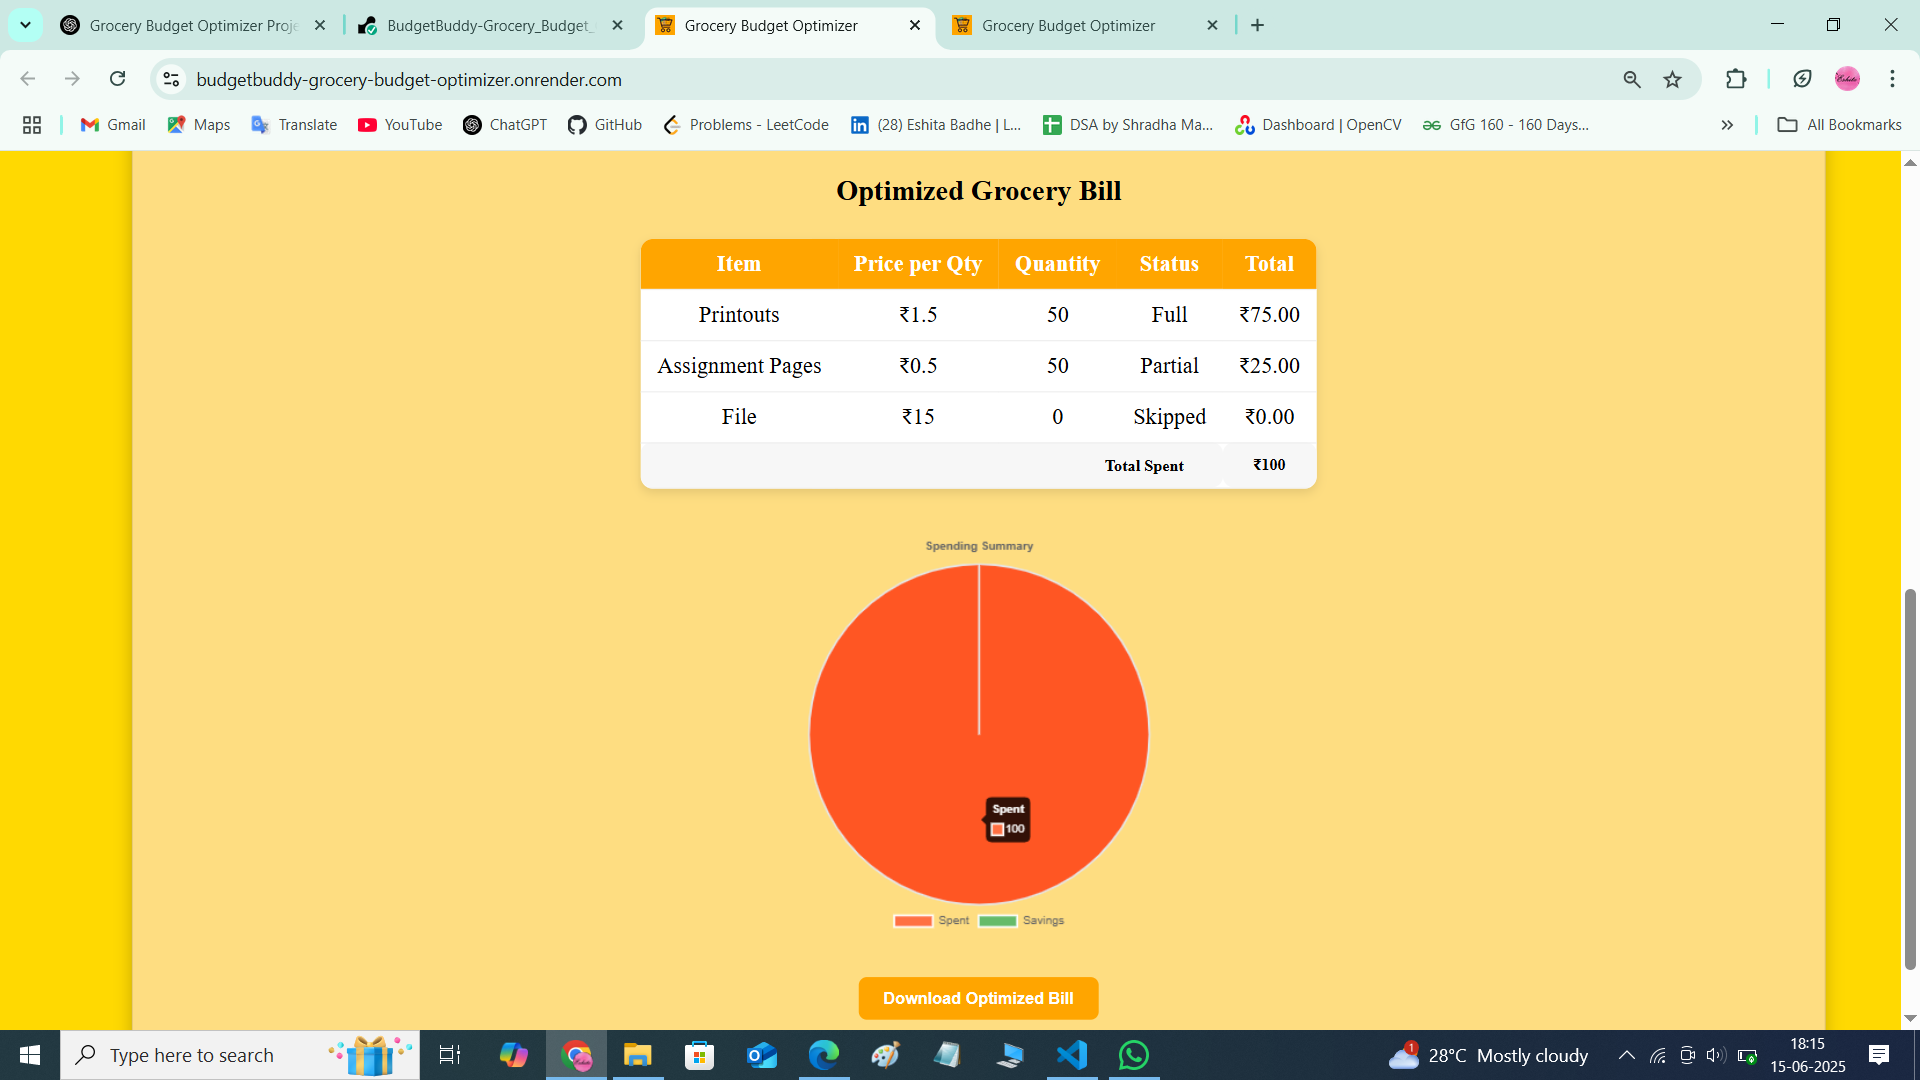 Grocery Budget Optimizer Proje
BudgetBuddy-Grocery_Budget_
Grocery Budget Optimizer
Grocery Budget Optimizer
budgetbuddy-grocery-budget-optimizer.onrender.com
Gmail
Maps
Translate
YouTube
ChatGPT
GitHub
Problems - LeetCode
(28) Eshita Badhe | L...
DSA by Shradha Ma...
Dashboard | OpenCV
GfG 160 - 160 Days...
All Bookmarks
Optimized Grocery Bill
Item Price per Qty Quantity Status Total
Printouts ₹1.5 50 Full ₹75.00
Assignment Pages ₹0.5 50 Partial ₹25.00
File ₹15 0 Skipped ₹0.00
Total Spent ₹100
Spending Summary
Spent
100
Spent Savings
Download Optimized Bill
Type here to search
1
28°C Mostly cloudy
18:15
15-06-2025